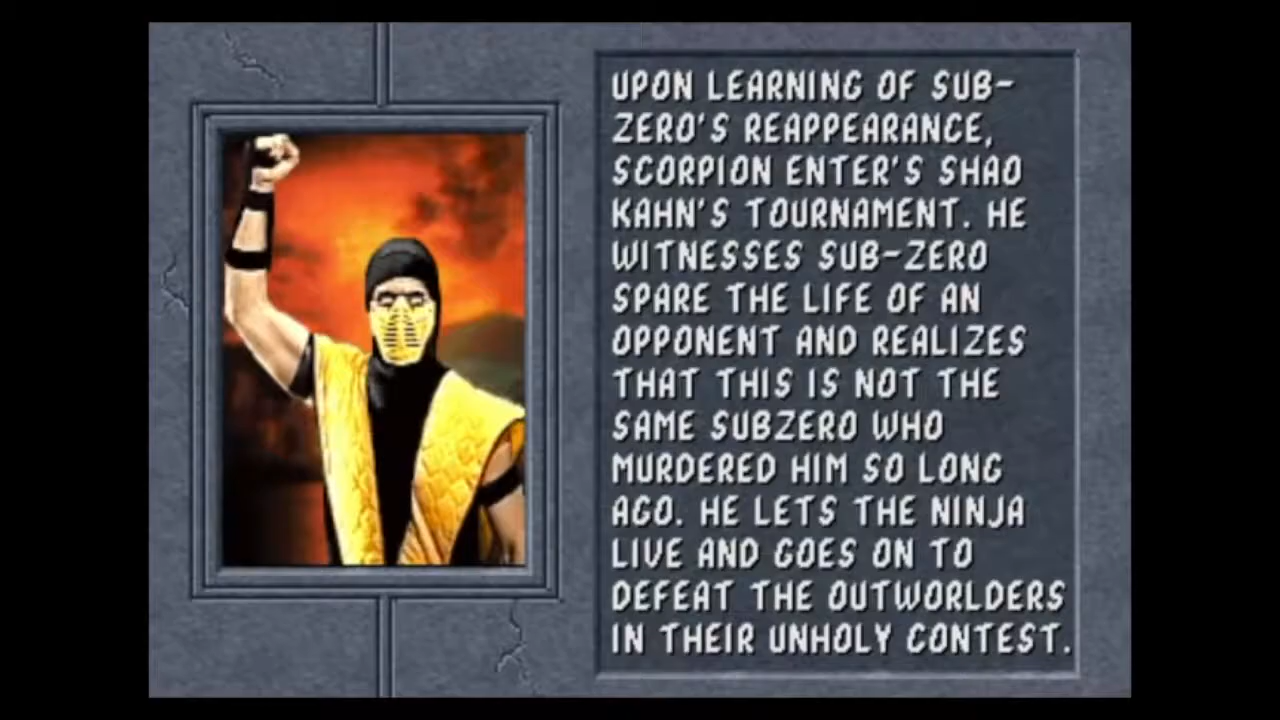 UPON LEARNING OF SUB-
ZERO'S REAPPEARANCE,
SCORPION ENTER'S SHAO
KAHN'S TOURNAMENT. HE
WITNESSES SUB-ZERO
SPARE THE LIFE OF AN
OPPONENT AND REALIZES
THAT THIS IS NOT THE
SAME SUBZERO WHO
MURDERED HIM SO LONG
AGO. HE LETS THE NINJA
LIVE AND GOES ON TO
DEFEAT THE OUTWORLDERS
IN THEIR UNHOLY CONTEST.